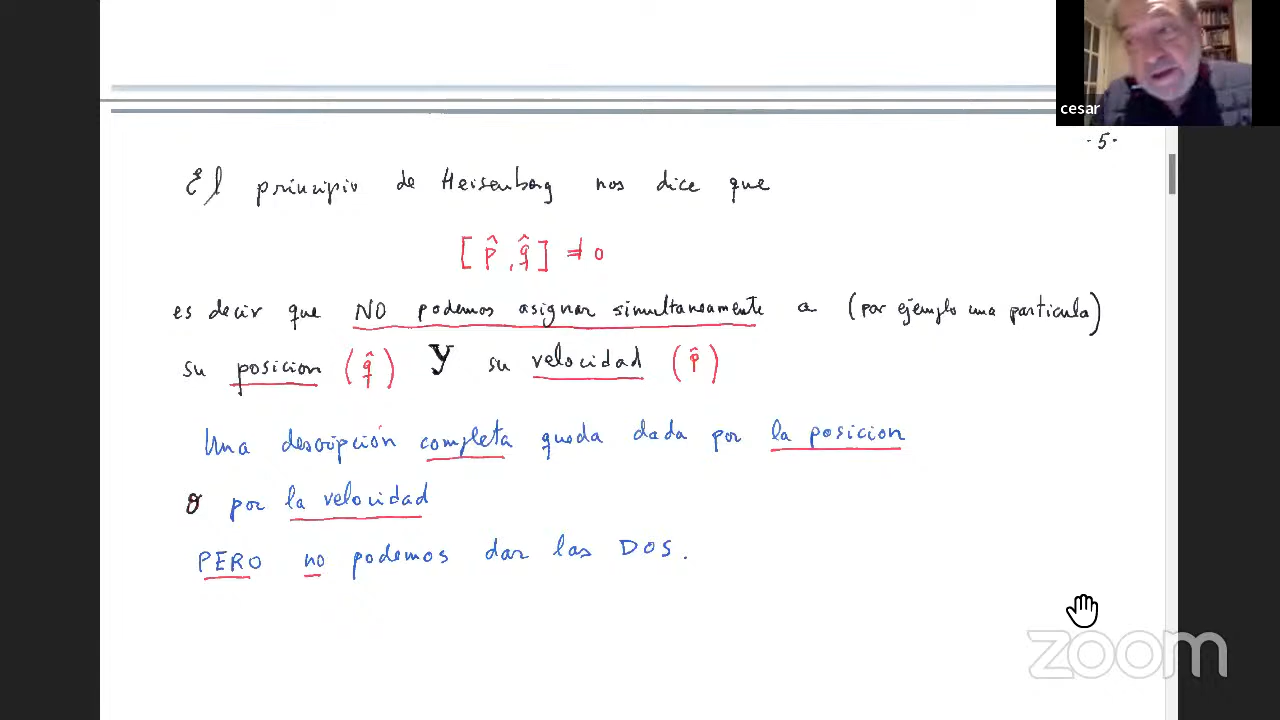 cesar
-5-
El principio de Heisenberg nos dice que
[p̂, q̂] ≠ 0
es decir que NO podemos asignar simultaneamente a (por ejemplo una particula)
su posicion (q̂) Y su velocidad (p̂)
Una descripción completa queda dada por la posicion
o por la velocidad
PERO no podemos dar las DOS.
zoom